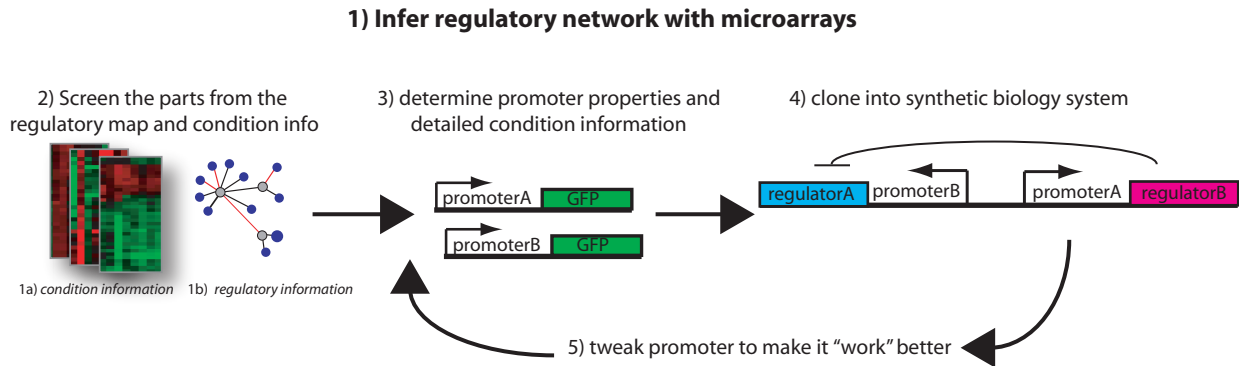 1) Infer regulatory network with microarrays
2) Screen the parts from the
regulatory map and condition info
1a) condition information
1b) regulatory information
3) determine promoter properties and
detailed condition information
promoterA
GFP
promoterB
GFP
4) clone into synthetic biology system
regulatorA
promoterB
promoterA
regulatorB
5) tweak promoter to make it “work” better